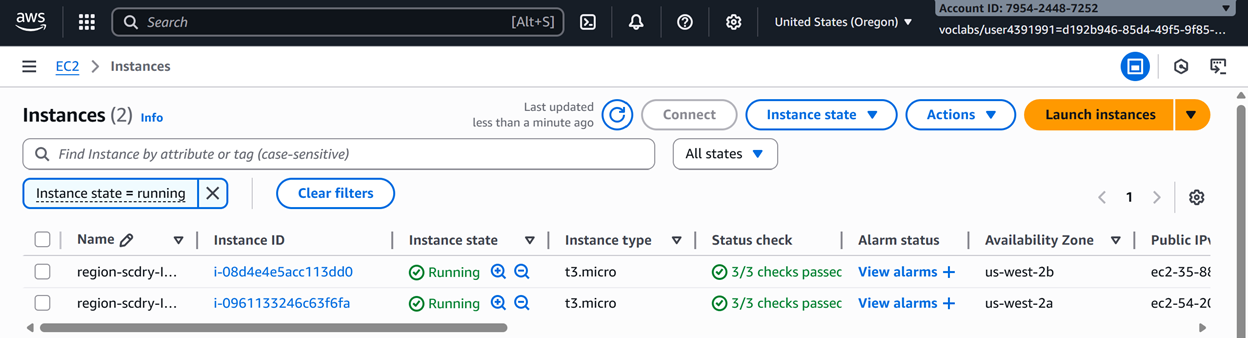 aws Search [Alt+S] United States (Oregon) Account ID: 7954-2448-7252
voclabs/user4391991=d192b946-85d4-49f5-9f85-...
EC2 Instances
Instances (2) Info Last updated less than a minute ago Connect Instance state Actions Launch instances
Find Instance by attribute or tag (case-sensitive) All states
Instance state = running Clear filters 1
Name Instance ID Instance state Instance type Status check Alarm status Availability Zone Public IPv
region-scdry-I... i-08d4e4e5acc113dd0 Running t3.micro 3/3 checks passec View alarms + us-west-2b ec2-35-88
region-scdry-I... i-0961133246c63f6fa Running t3.micro 3/3 checks passec View alarms + us-west-2a ec2-54-20